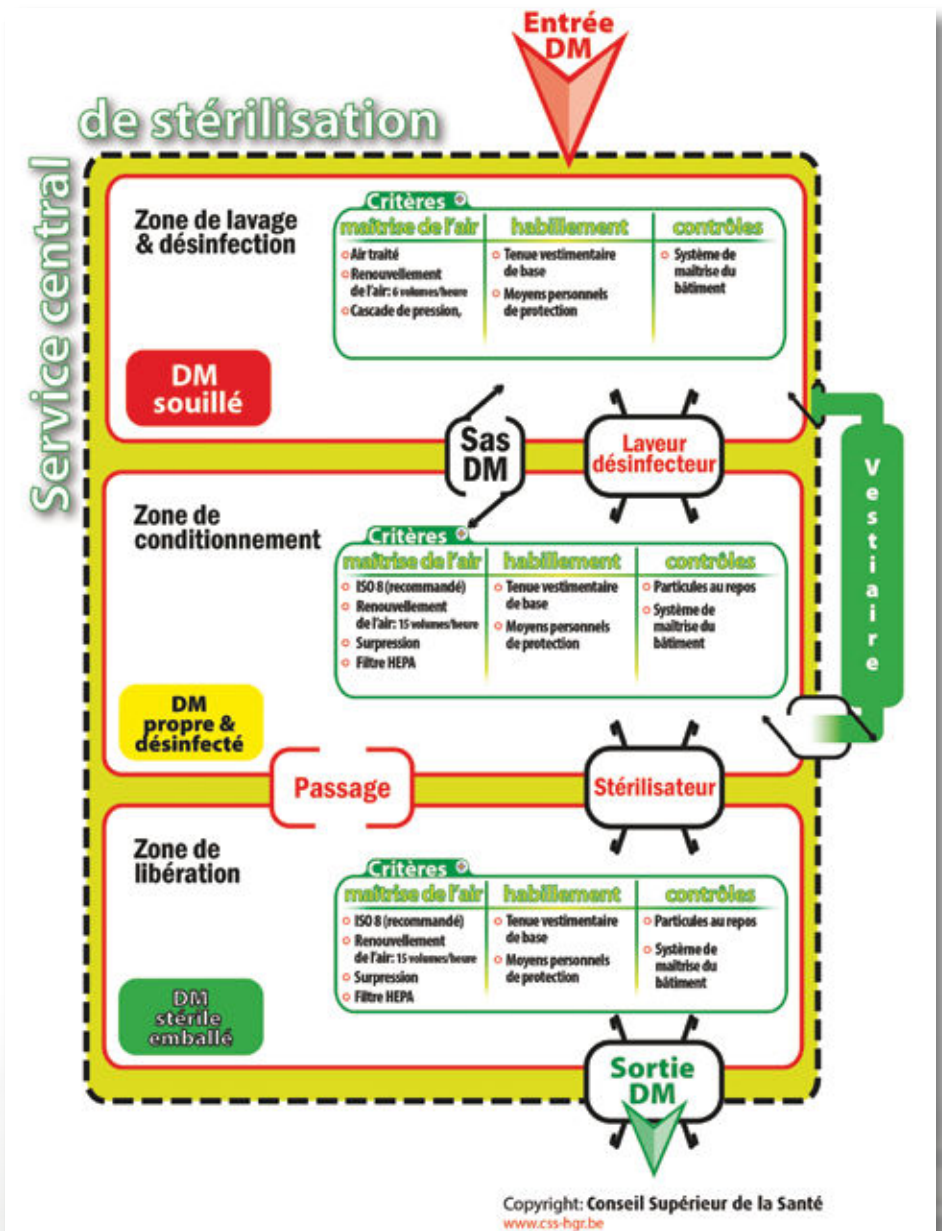 Entrée
DM
Service central
de stérilisation
Zone de lavage
& désinfection
Critères
maîtrise de l'air
Air traité
Renouvellement
de l'air: 6 volumes/heure
Cascade de pression,
habillement
Tenue vestimentaire
de base
Moyens personnels
de protection
contrôles
Système de
maîtrise du
bâtiment
DM
souillé
Sas
DM
Laveur
désinfecteur
Vestiaire
Zone de
conditionnement
Critères
maîtrise de l'air
ISO 8 (recommandé)
Renouvellement
de l'air: 15 volumes/heure
Surpression
Filtre HEPA
habillement
Tenue vestimentaire
de base
Moyens personnels
de protection
contrôles
Particules au repos
Système de
maîtrise du
bâtiment
DM
propre &
désinfecté
Passage
Stérilisateur
Zone de
libération
Critères
maîtrise de l'air
ISO 8 (recommandé)
Renouvellement
de l'air: 15 volumes/heure
Surpression
Filtre HEPA
habillement
Tenue vestimentaire
de base
Moyens personnels
de protection
contrôles
Particules au repos
Système de
maîtrise du
bâtiment
DM
stérile
emballé
Sortie
DM
Copyright: Conseil Supérieur de la Santé
www.css-hgr.be